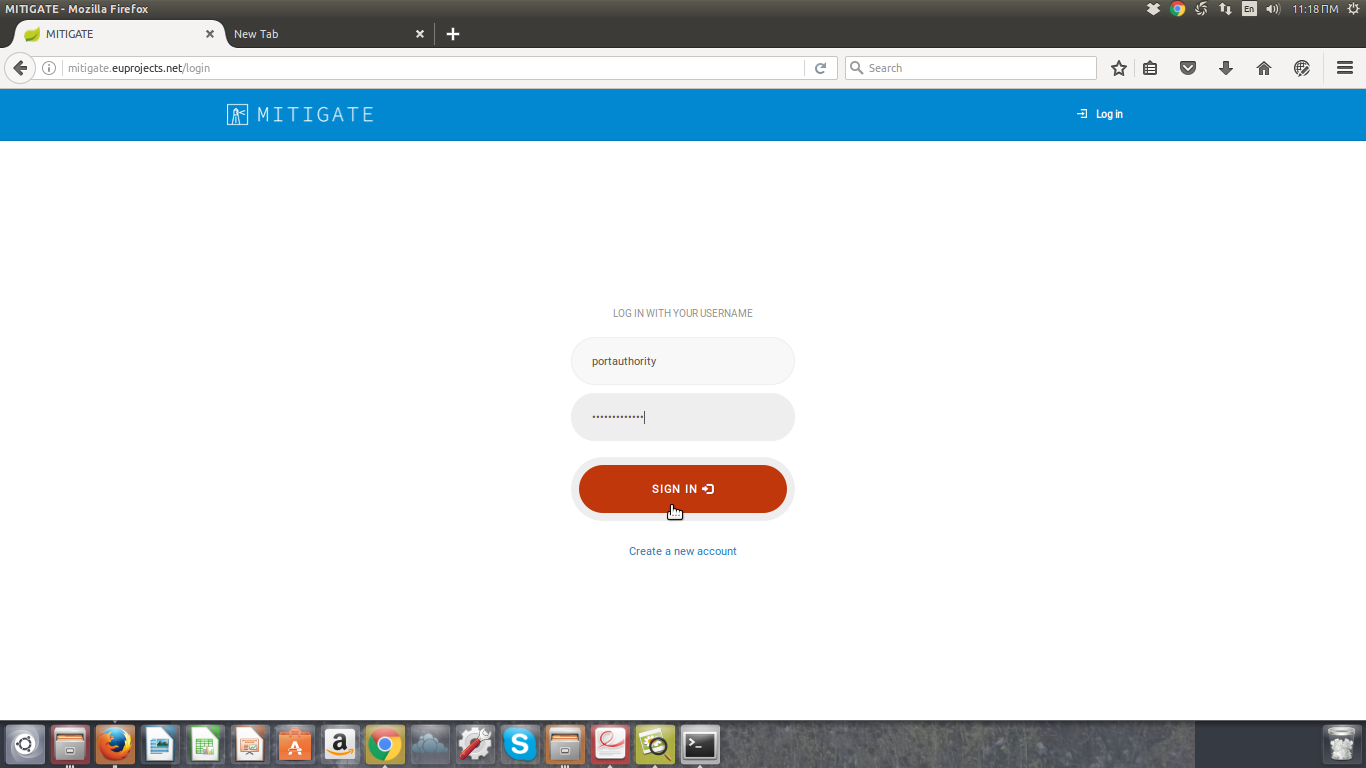 MITIGATE - Mozilla Firefox
En
11:18 ΠΜ
MITIGATE
New Tab
mitigate.euprojects.net/login
Search
MITIGATE
Log in
LOG IN WITH YOUR USERNAME
portauthority
•••••••••••••
SIGN IN
Create a new account